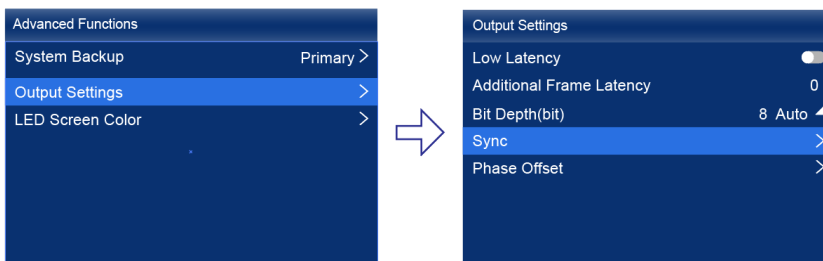 Advanced Functions
System Backup Primary >
Output Settings >
LED Screen Color >
Output Settings
Low Latency
Additional Frame Latency 0
Bit Depth(bit) 8 Auto
Sync >
Phase Offset >